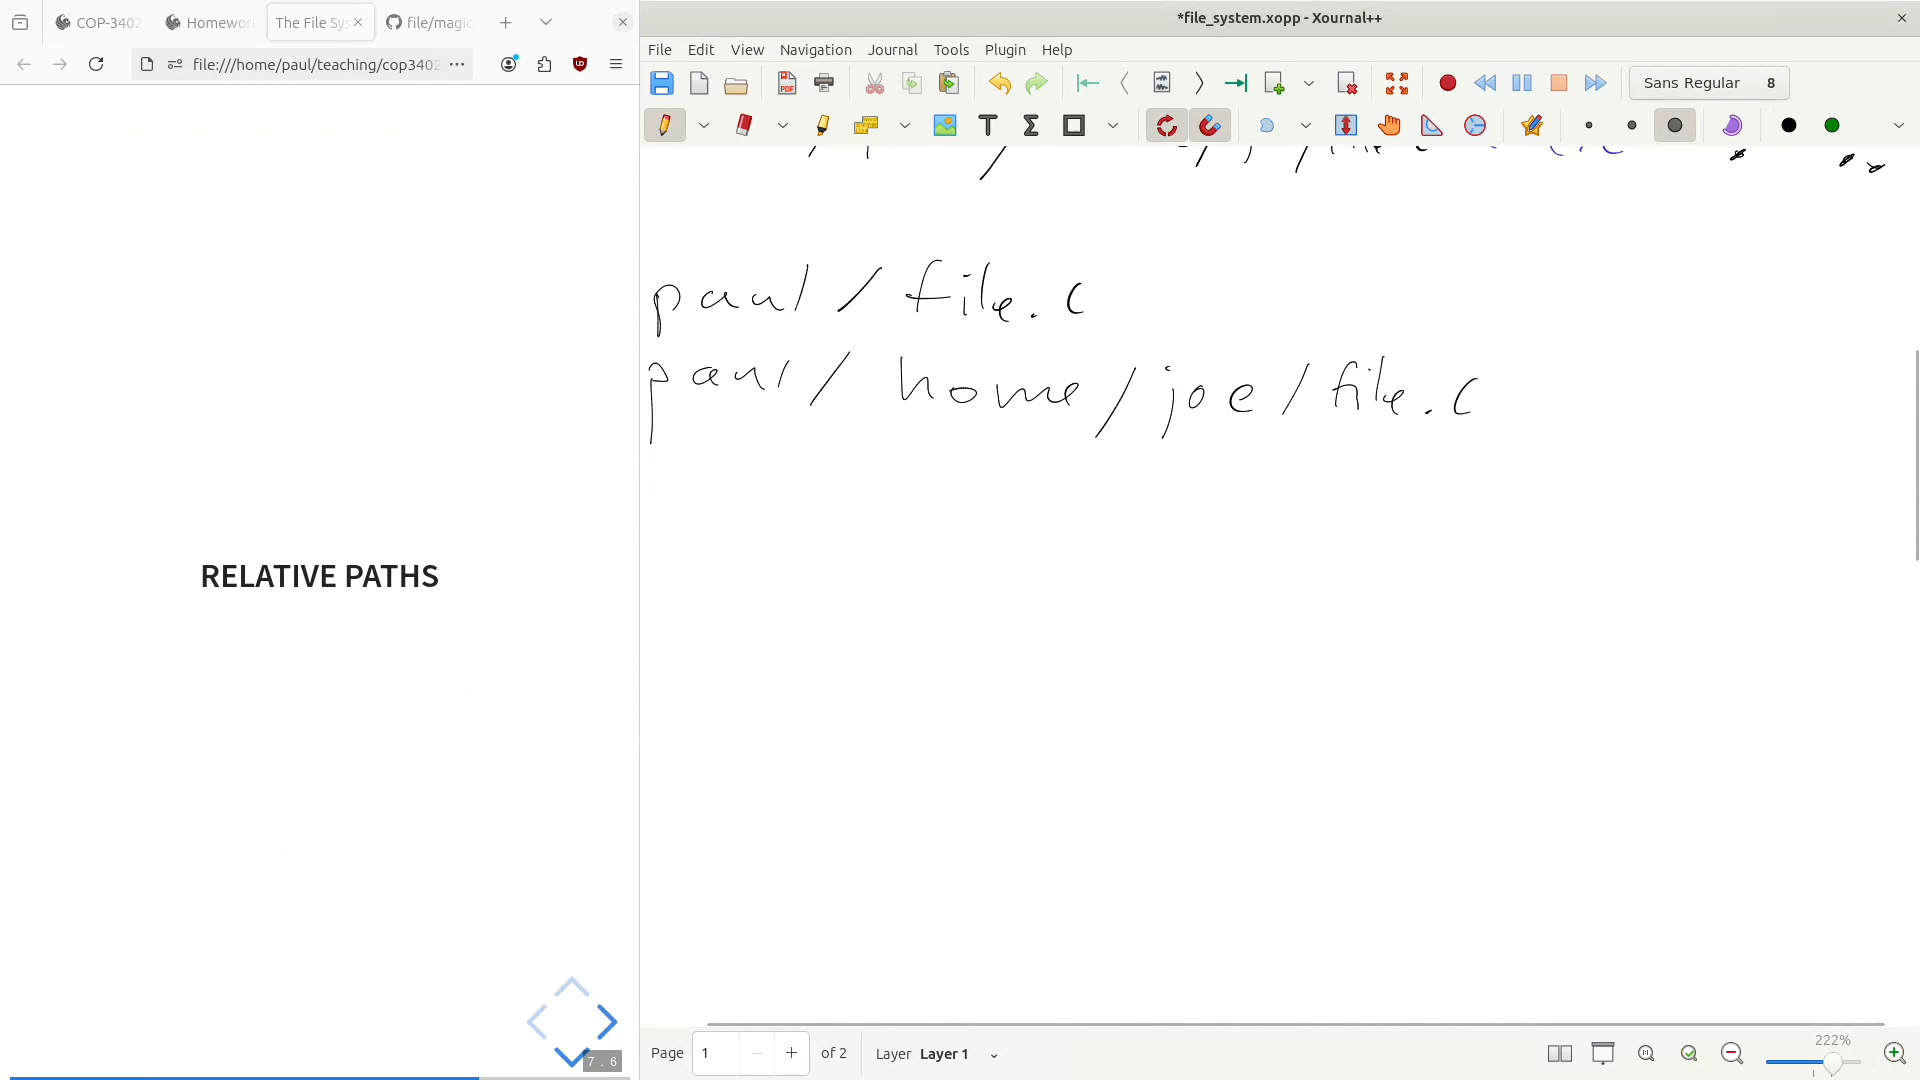 COP-3402
Homewor
The File Sys
file/magic
file:///home/paul/teaching/cop3402
RELATIVE PATHS
7 . 6
*file_system.xopp - Xournal++
File Edit View Navigation Journal Tools Plugin Help
Sans Regular 8
paul / file.c
paul / home / joe / file.c
Page 1 of 2 Layer Layer 1
222%